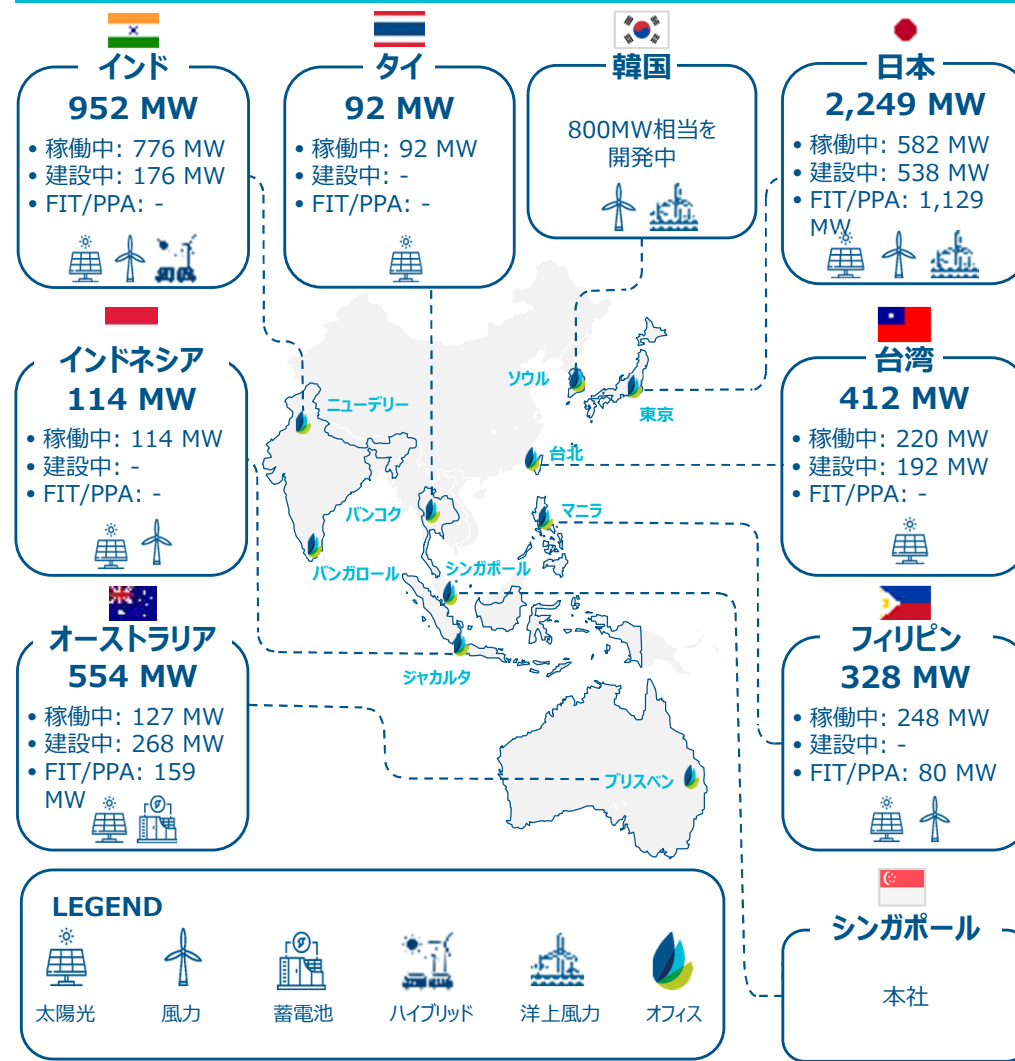 インド
952 MW
• 稼働中: 776 MW
• 建設中: 176 MW
• FIT/PPA: -
タイ
92 MW
• 稼働中: 92 MW
• 建設中: -
• FIT/PPA: -
韓国
800MW相当を
開発中
日本
2,249 MW
• 稼働中: 582 MW
• 建設中: 538 MW
• FIT/PPA: 1,129
MW
インドネシア
114 MW
• 稼働中: 114 MW
• 建設中: -
• FIT/PPA: -
台湾
412 MW
• 稼働中: 220 MW
• 建設中: 192 MW
• FIT/PPA: -
オーストラリア
554 MW
• 稼働中: 127 MW
• 建設中: 268 MW
• FIT/PPA: 159
MW
フィリピン
328 MW
• 稼働中: 248 MW
• 建設中: -
• FIT/PPA: 80 MW
シンガポール
本社
ソウル
東京
ニューデリー
台北
バンコク
マニラ
バンガロール
シンガポール
ジャカルタ
ブリスベン
LEGEND
太陽光
風力
蓄電池
ハイブリッド
洋上風力
オフィス